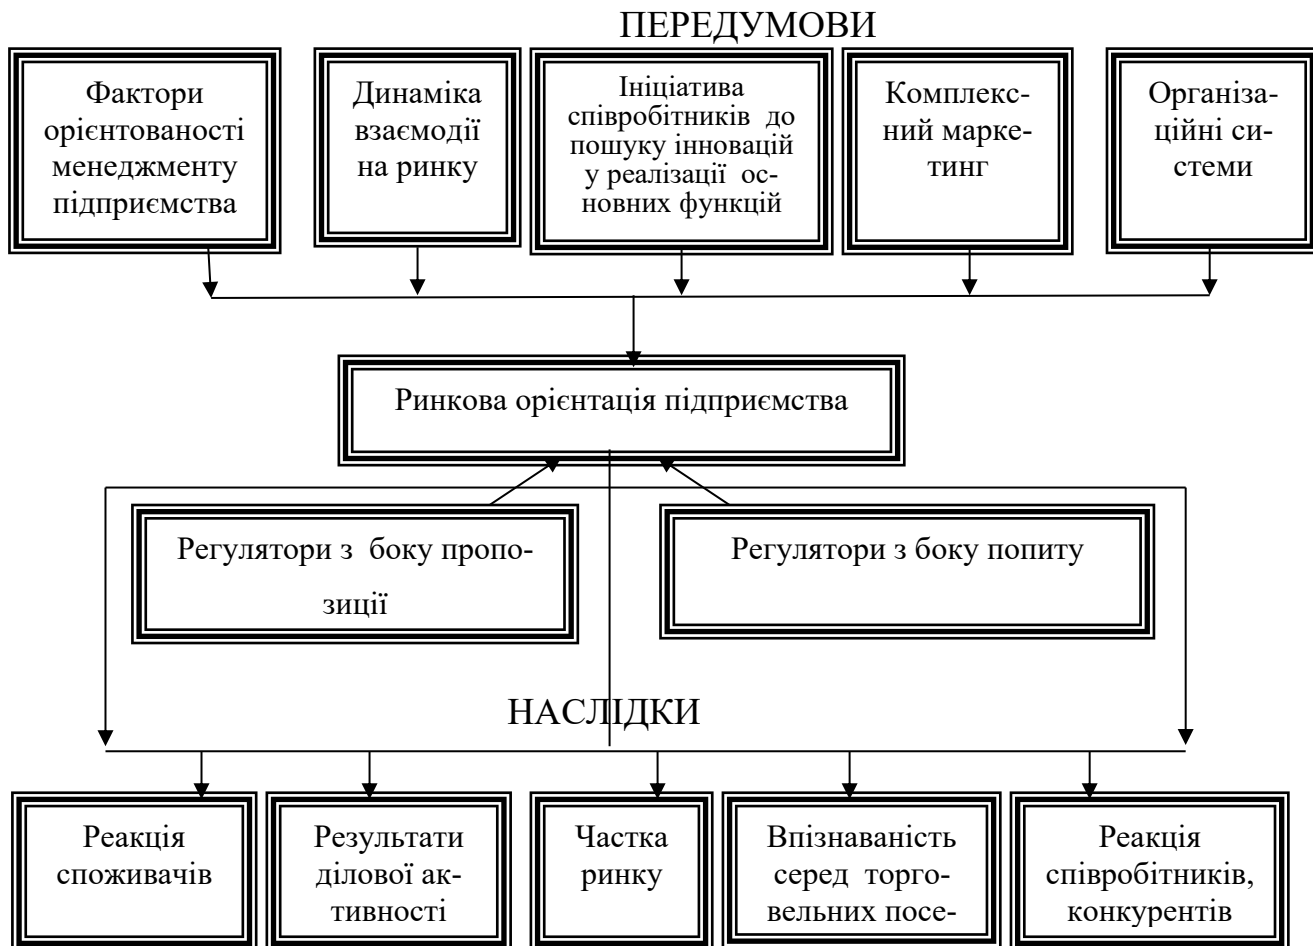 ПЕРЕДУМОВИ
Фактори
орієнтованості
менеджменту
підприємства
Динаміка
взаємодії
на ринку
Ініціатива
співробітників до
пошуку інновацій
у реалізації ос-
новних функцій
Комплекс-
ний марке-
тинг
Організа-
ційні си-
стеми
Ринкова орієнтація підприємства
Регулятори з боку пропо-
зиції
Регулятори з боку попиту
НАСЛІДКИ
Реакція
споживачів
Результати
ділової ак-
тивності
Частка
ринку
Впізнаваність
серед торго-
вельних посе-
Реакція
співробітників,
конкурентів